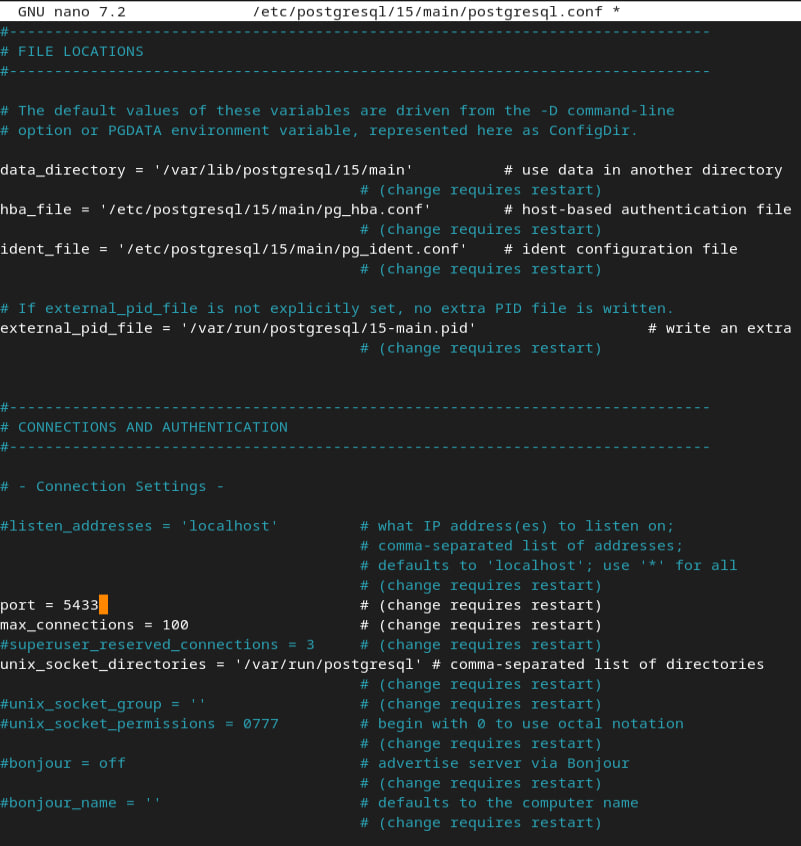 GNU nano 7.2 /etc/postgresql/15/main/postgresql.conf *
#------------------------------------------------------------------------------
# FILE LOCATIONS
#------------------------------------------------------------------------------
# The default values of these variables are driven from the -D command-line
# option or PGDATA environment variable, represented here as ConfigDir.
data_directory = '/var/lib/postgresql/15/main' # use data in another directory
# (change requires restart)
hba_file = '/etc/postgresql/15/main/pg_hba.conf' # host-based authentication file
# (change requires restart)
ident_file = '/etc/postgresql/15/main/pg_ident.conf' # ident configuration file
# (change requires restart)
# If external_pid_file is not explicitly set, no extra PID file is written.
external_pid_file = '/var/run/postgresql/15-main.pid' # write an extra
# (change requires restart)
#------------------------------------------------------------------------------
# CONNECTIONS AND AUTHENTICATION
#------------------------------------------------------------------------------
# - Connection Settings -
#listen_addresses = 'localhost' # what IP address(es) to listen on;
# comma-separated list of addresses;
# defaults to 'localhost'; use '*' for all
# (change requires restart)
port = 5433 # (change requires restart)
max_connections = 100 # (change requires restart)
#superuser_reserved_connections = 3 # (change requires restart)
unix_socket_directories = '/var/run/postgresql' # comma-separated list of directories
# (change requires restart)
#unix_socket_group = '' # (change requires restart)
#unix_socket_permissions = 0777 # begin with 0 to use octal notation
# (change requires restart)
#bonjour = off # advertise server via Bonjour
# (change requires restart)
#bonjour_name = '' # defaults to the computer name
# (change requires restart)